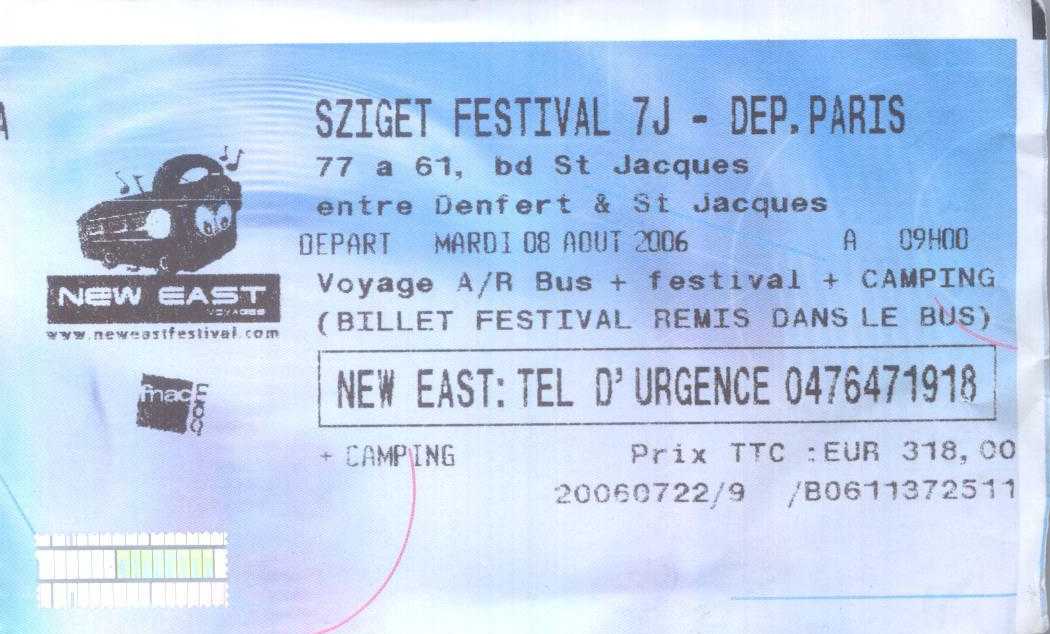 A
SZIGET FESTIVAL 7J - DEP.PARIS
77 a 61, bd St Jacques
entre Denfert & St Jacques
DEPART MARDI 08 AOUT 2006 A 09H00
Voyage A/R Bus + festival + CAMPING
(BILLET FESTIVAL REMIS DANS LE BUS)
NEW EAST
VOYAGES
www.neweastfestival.com
NEW EAST: TEL D'URGENCE 0476471918
fnac
+ CAMPING Prix TTC :EUR 318,00
20060722/9 /B0611372511